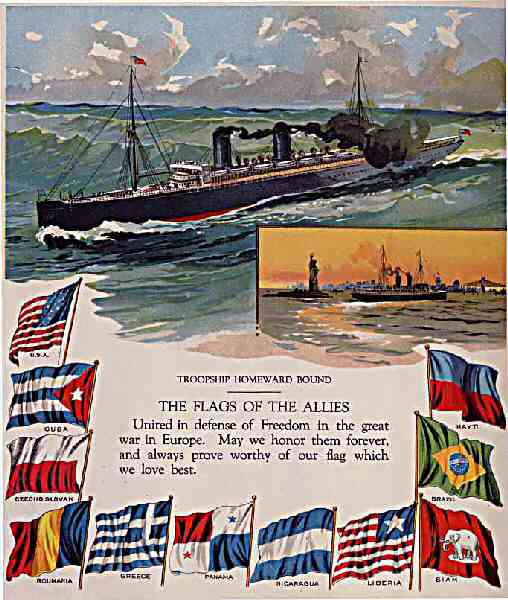 TROOPSHIP HOMEWARD BOUND
THE FLAGS OF THE ALLIES
United in defense of Freedom in the great
war in Europe. May we honor them forever,
and always prove worthy of our flag which
we love best.
U.S.A.
CUBA
CZECHO SLOVAK
ROUMANIA
GREECE
PANAMA
NICARAGUA
LIBERIA
SIAM
BRAZIL
HAYTI